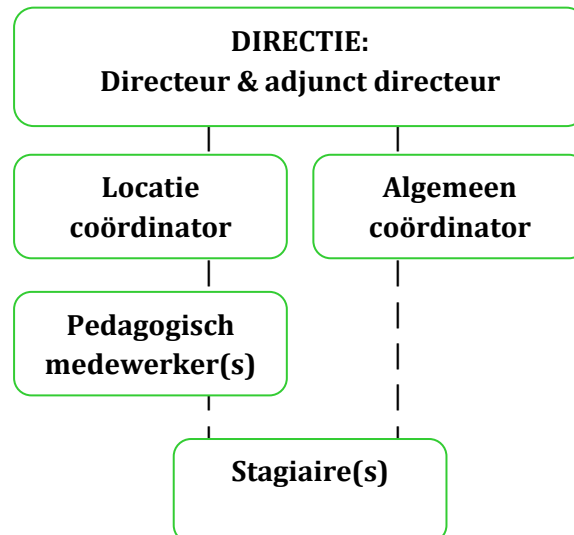 DIRECTIE:
Directeur & adjunct directeur
Locatie
coördinator
Algemeen
coördinator
Pedagogisch
medewerker(s)
Stagiaire(s)